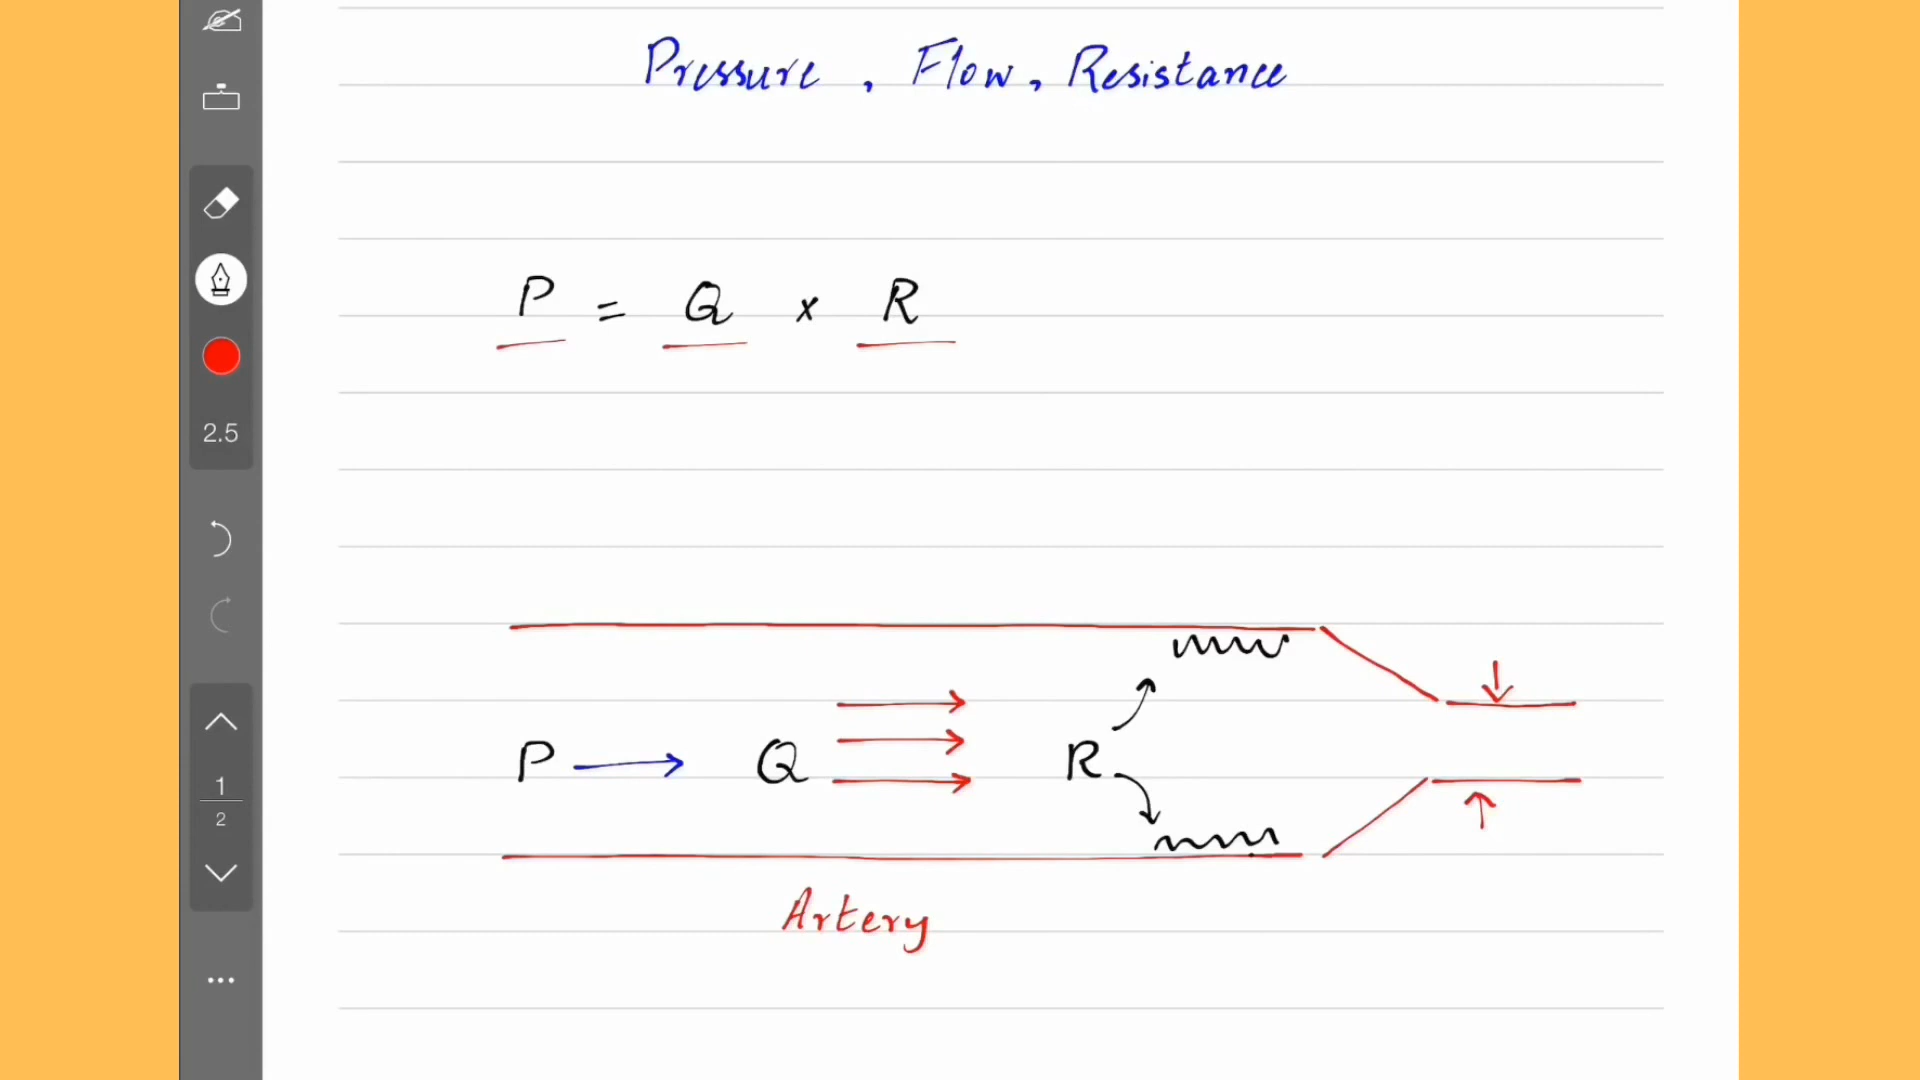 Pressure, Flow, Resistance
P = Q x R
2.5
P Q R
1
2
Artery